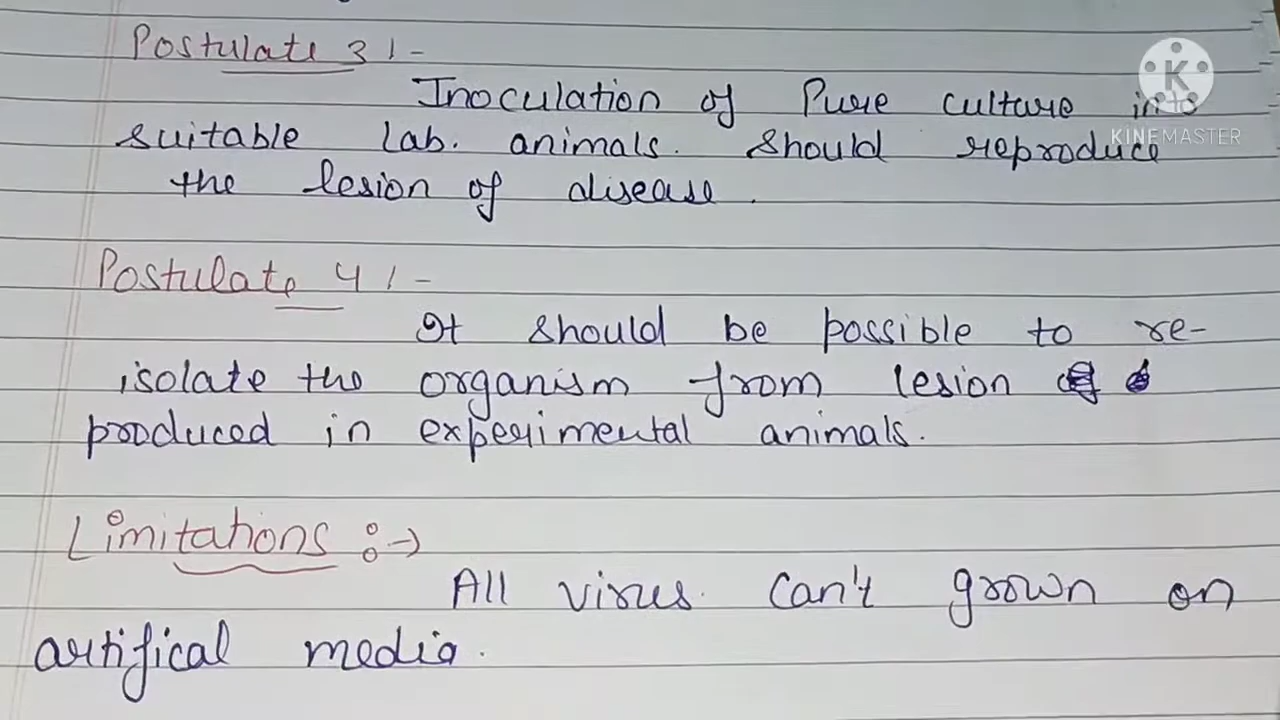 Postulate 3 :-
Inoculation of Pure culture into
suitable lab. animals. should reproduce
the lesion of disease.
Postulate 4 :-
It should be possible to re-
isolate the organism from lesion
produced in experimental animals.
Limitations :→
All virus can't grown on
artifical media.
K
KINEMASTER